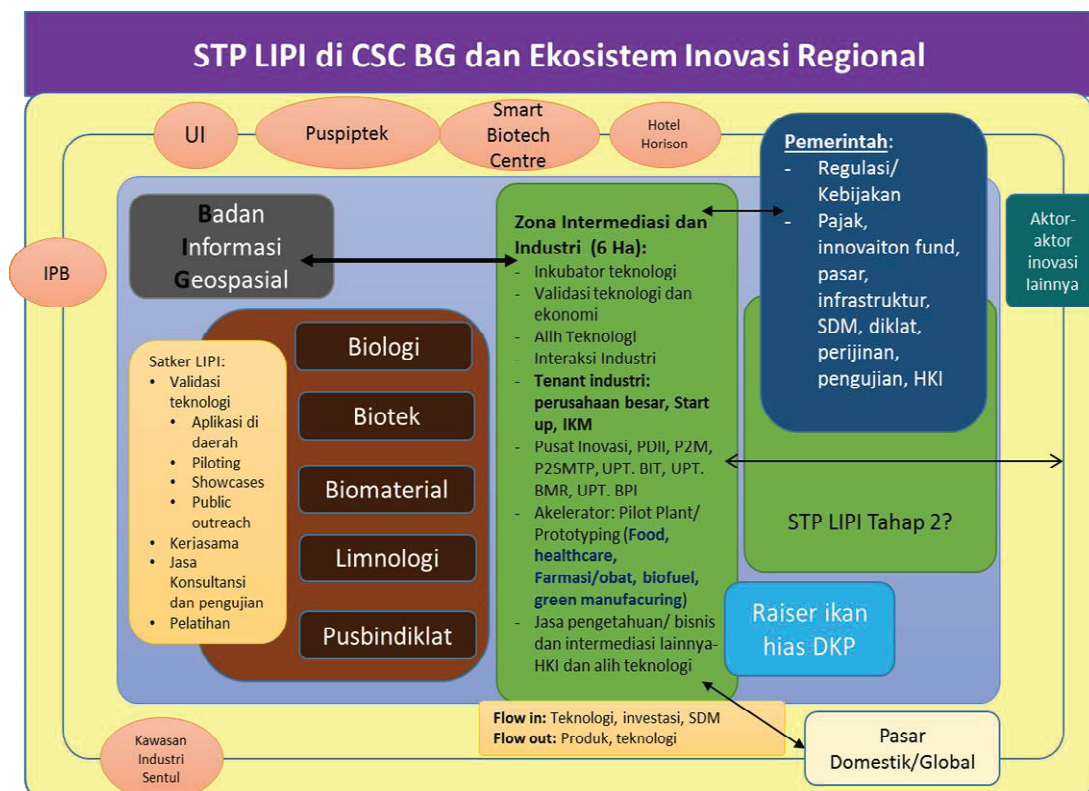 STP LIPI di CSC BG dan Ekosistem Inovasi Regional
UI
Puspiptek
Smart
Biotech
Centre
Hotel
Horison
IPB
Badan
Informasi
Geospasial
Satker LIPI:
• Validasi
teknologi
• Aplikasi di
daerah
• Piloting
• Showcases
• Public
outreach
• Kerjasama
• Jasa
Konsultansi
dan pengujian
• Pelatihan
Biologi
Biotek
Biomaterial
Limnologi
Pusbindiklat
Zona Intermediasi dan
Industri (6 Ha):
- Inkubator teknologi
- Validasi teknologi dan
ekonomi
- Alih Teknologi
- Interaksi Industri
- Tenant industri:
perusahaan besar, Start
up, IKM
- Pusat Inovasi, PDII, P2M,
P2SMTP, UPT. BIT, UPT.
BMR, UPT. BPI
- Akelerator: Pilot Plant/
Prototyping (Food,
healthcare,
Farmasi/obat, biofuel,
green manufacuring)
- Jasa pengetahuan/ bisnis
dan intermediasi lainnya-
HKI dan alih teknologi
Pemerintah:
- Regulasi/
Kebijakan
- Pajak,
innovaiton fund,
pasar,
infrastruktur,
SDM, diklat,
perijinan,
pengujian, HKI
Aktor-
aktor
inovasi
lainnya
STP LIPI Tahap 2?
Raiser ikan
hias DKP
Flow in: Teknologi, investasi, SDM
Flow out: Produk, teknologi
Pasar
Domestik/Global
Kawasan
Industri
Sentul